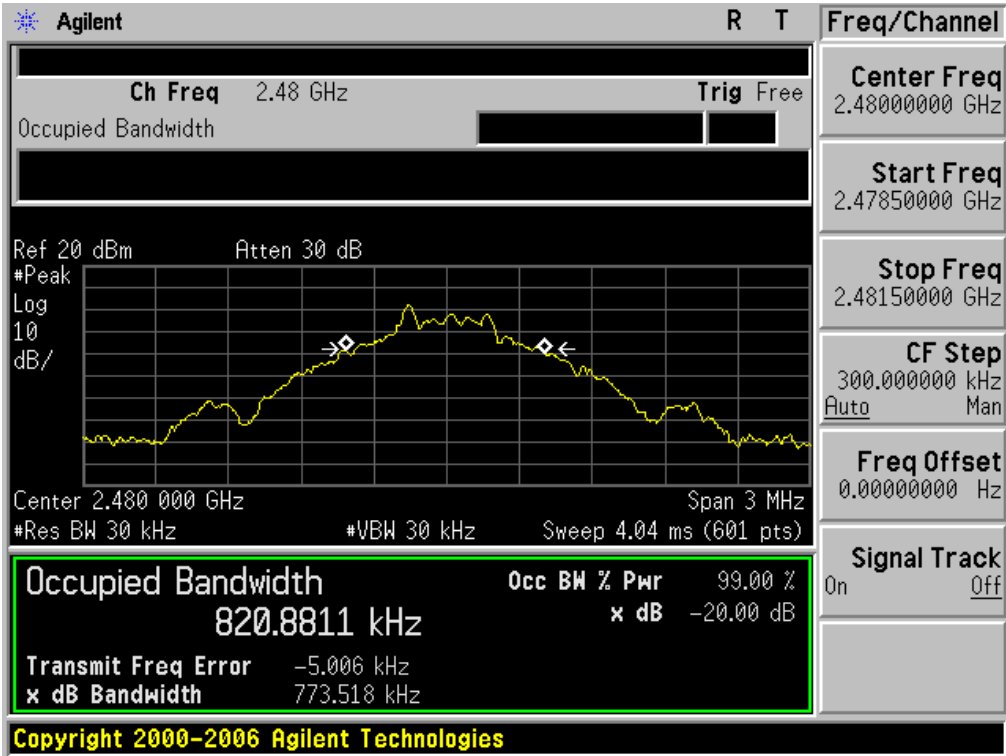 Agilent R T
Freq/Channel
Ch Freq 2.48 GHz Trig Free
Occupied Bandwidth
Ref 20 dBm Atten 30 dB
#Peak
Log
10
dB/
Center 2.480 000 GHz Span 3 MHz
#Res BW 30 kHz #VBW 30 kHz Sweep 4.04 ms (601 pts)
Occupied Bandwidth
820.8811 kHz
Occ BW % Pwr 99.00 %
x dB -20.00 dB
Transmit Freq Error -5.006 kHz
x dB Bandwidth 773.518 kHz
Center Freq
2.48000000 GHz
Start Freq
2.47850000 GHz
Stop Freq
2.48150000 GHz
CF Step
300.000000 kHz
Auto Man
Freq Offset
0.00000000 Hz
Signal Track
On Off
Copyright 2000-2006 Agilent Technologies